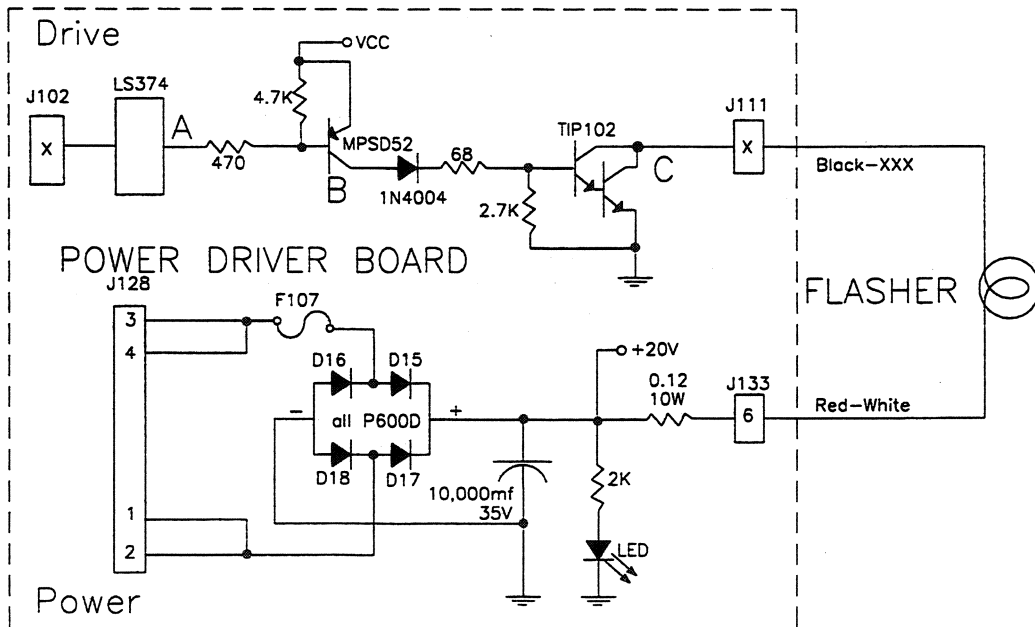 Drive
VCC
LS374
J102
4.7K
J111
A
TIP102
X
MPSD52
68
X
470
B
C
Black-XXX
1N4004
2.7K
POWER DRIVER BOARD
J128
F107
FLASHER
3
4
+20V
D16
D15
0.12
10W
J133
-
+
Red-White
all P600D
6
D18
D17
2K
10,000mf
35V
1
2
LED
Power